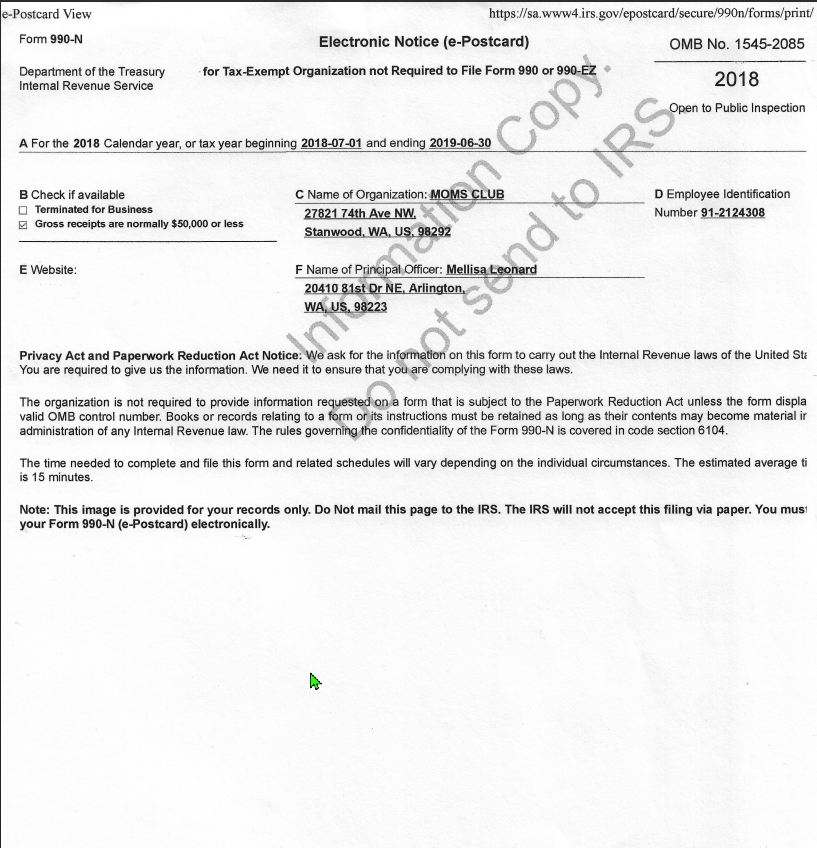 e-Postcard View https://sa.www4.irs.gov/epostcard/secure/990n/forms/print/
Form 990-N
Electronic Notice (e-Postcard)
OMB No. 1545-2085
Department of the Treasury
Internal Revenue Service
for Tax-Exempt Organization not Required to File Form 990 or 990-EZ
2018
Open to Public Inspection
A For the 2018 Calendar year, or tax year beginning 2018-07-01 and ending 2019-06-30
B Check if available
Terminated for Business
Gross receipts are normally $50,000 or less
C Name of Organization: MOMS CLUB
27821 74th Ave NW,
Stanwood, WA, US, 98292
D Employee Identification
Number 91-2124308
E Website:
F Name of Principal Officer: Mellisa Leonard
20410 81st Dr NE, Arlington,
WA, US, 98223
Privacy Act and Paperwork Reduction Act Notice: We ask for the information on this form to carry out the Internal Revenue laws of the United Sta
You are required to give us the information. We need it to ensure that you are complying with these laws.
The organization is not required to provide information requested on a form that is subject to the Paperwork Reduction Act unless the form displa
valid OMB control number. Books or records relating to a form or its instructions must be retained as long as their contents may become material in
administration of any Internal Revenue law. The rules governing the confidentiality of the Form 990-N is covered in code section 6104.
The time needed to complete and file this form and related schedules will vary depending on the individual circumstances. The estimated average ti
is 15 minutes.
Note: This image is provided for your records only. Do Not mail this page to the IRS. The IRS will not accept this filing via paper. You must
your Form 990-N (e-Postcard) electronically.
Information Copy.
Do not send to IRS